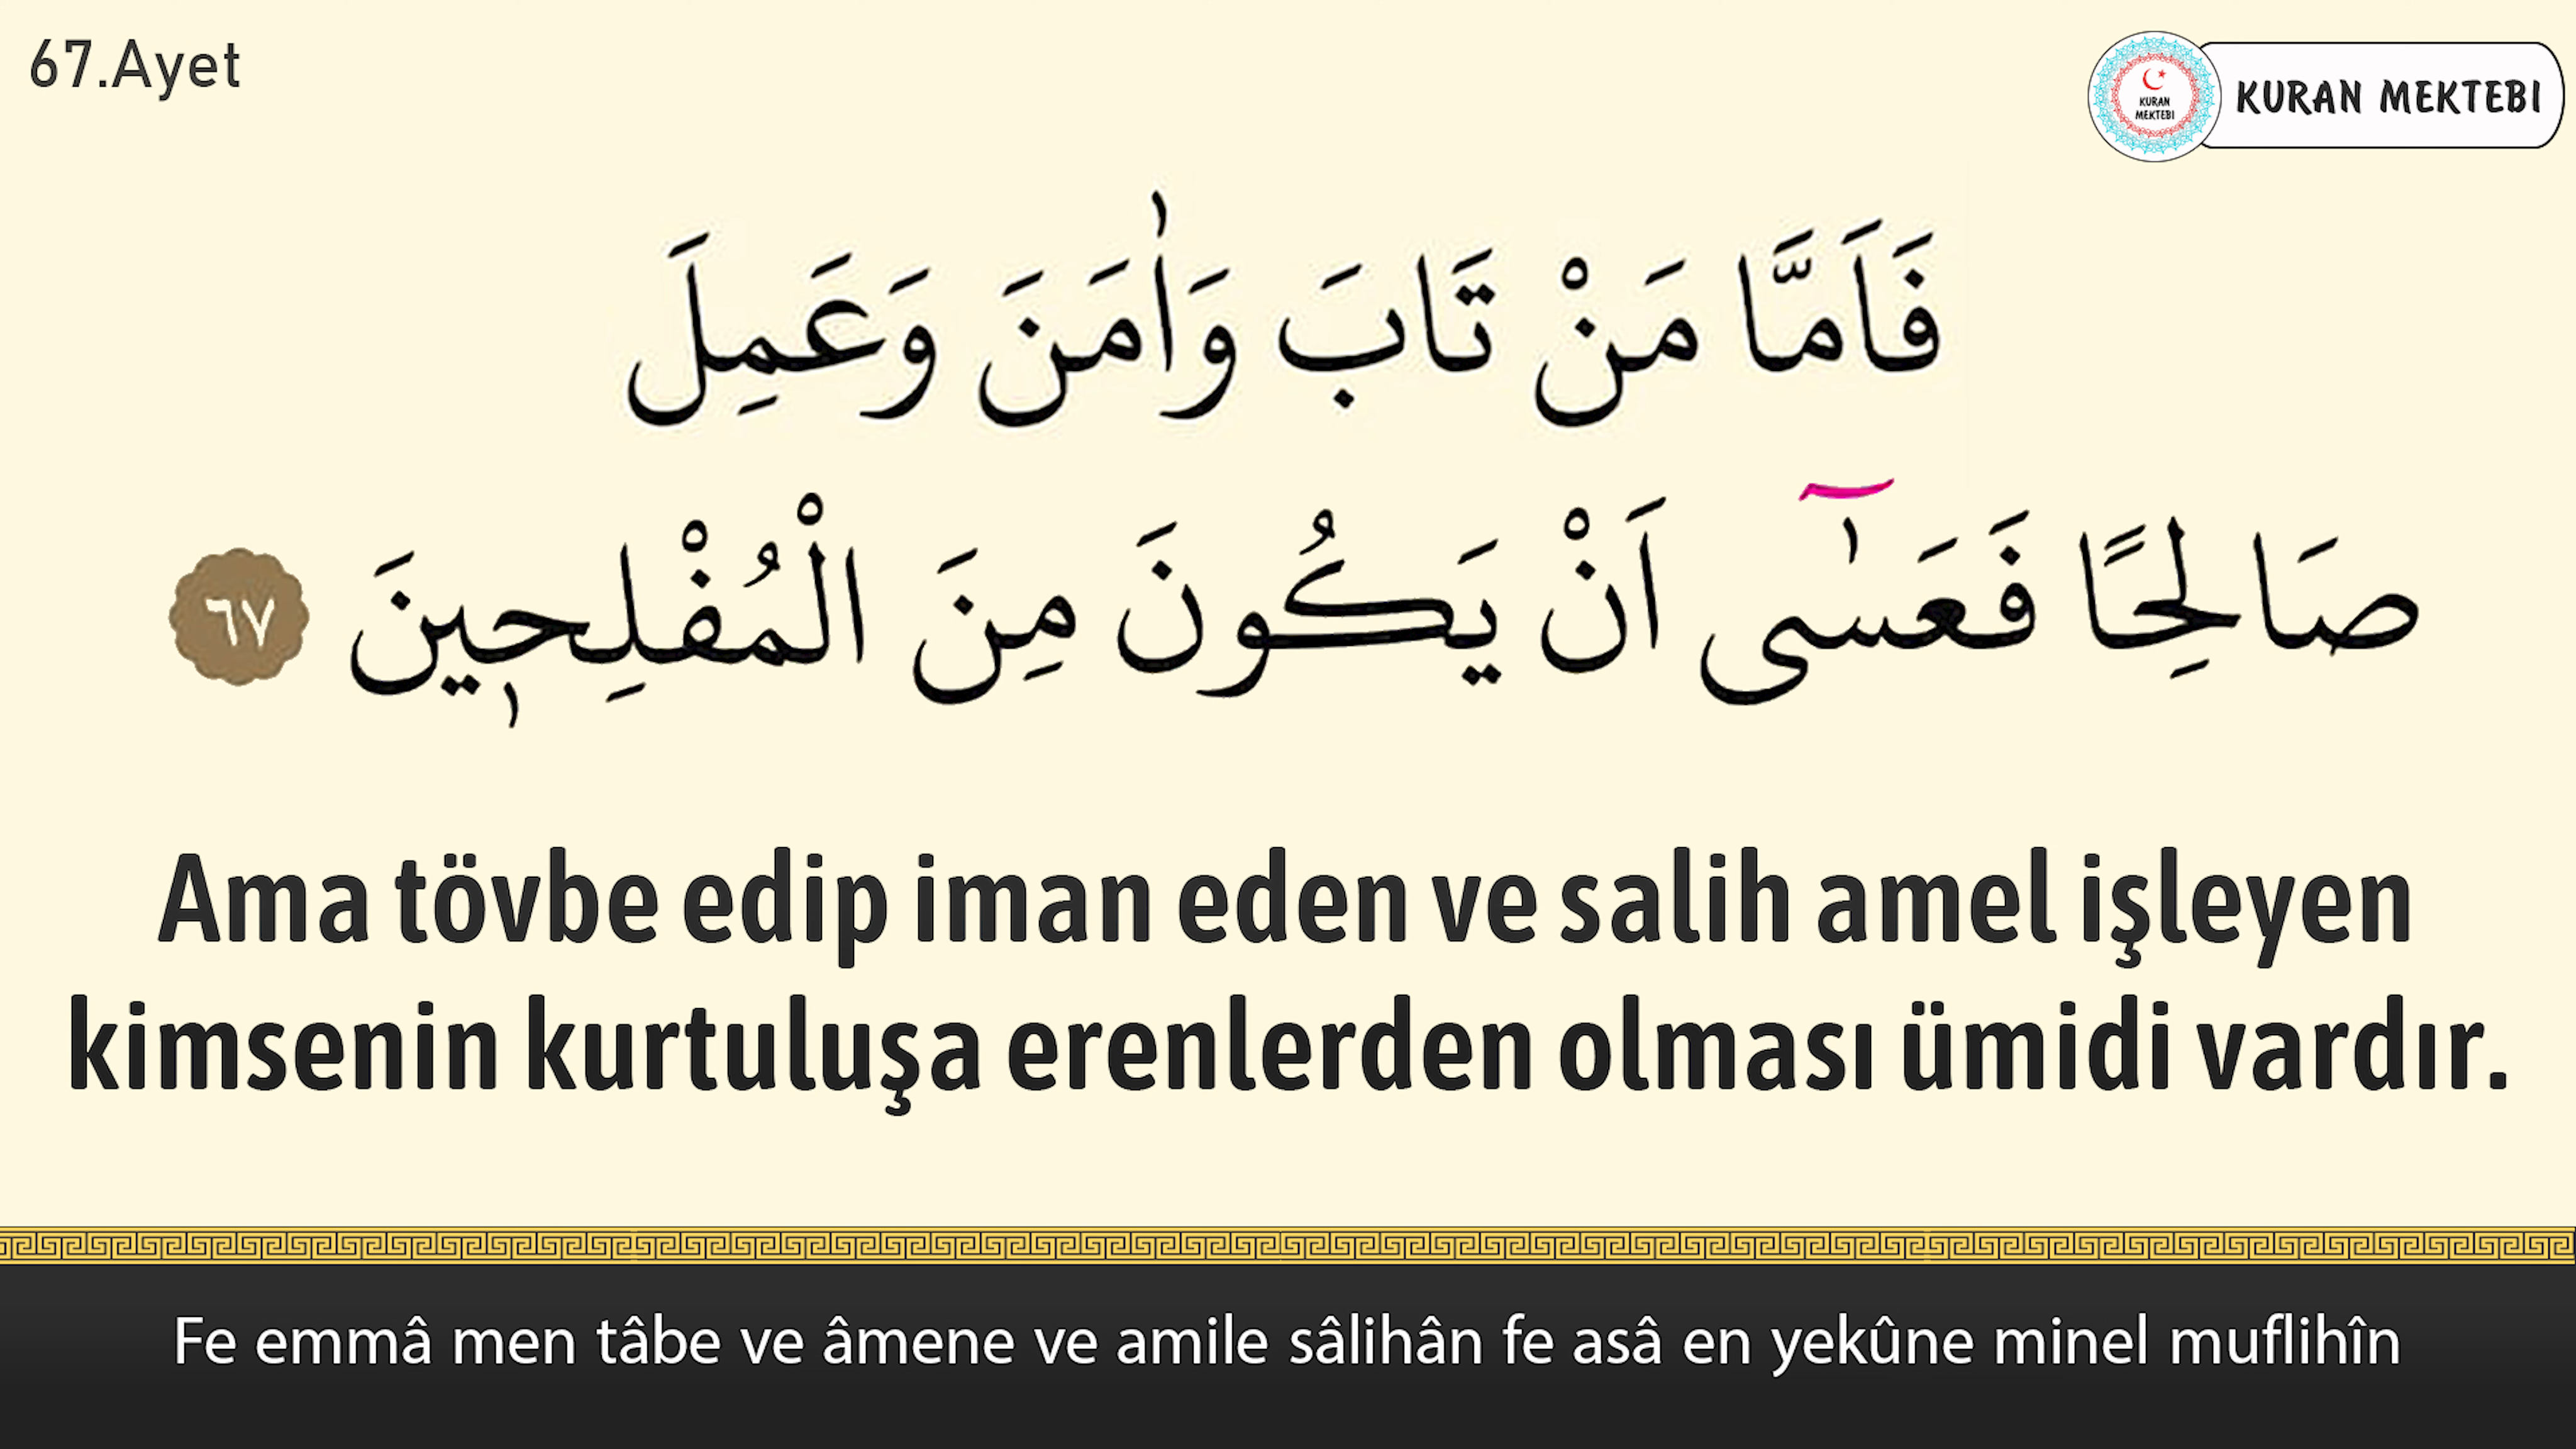 67.Ayet
KURAN
MEKTEBI
KURAN MEKTEBI
فَاَمَّا مَنْ تَابَ وَاٰمَنَ وَعَمِلَ
صَالِحًا فَعَسٰٓى اَنْ يَكُونَ مِنَ الْمُفْلِحٖينَ ٦٧
Ama tövbe edip iman eden ve salih amel işleyen
kimsenin kurtuluşa erenlerden olması ümidi vardır.
Fe emmâ men tâbe ve âmene ve amile sâlihân fe asâ en yekûne minel muflihîn